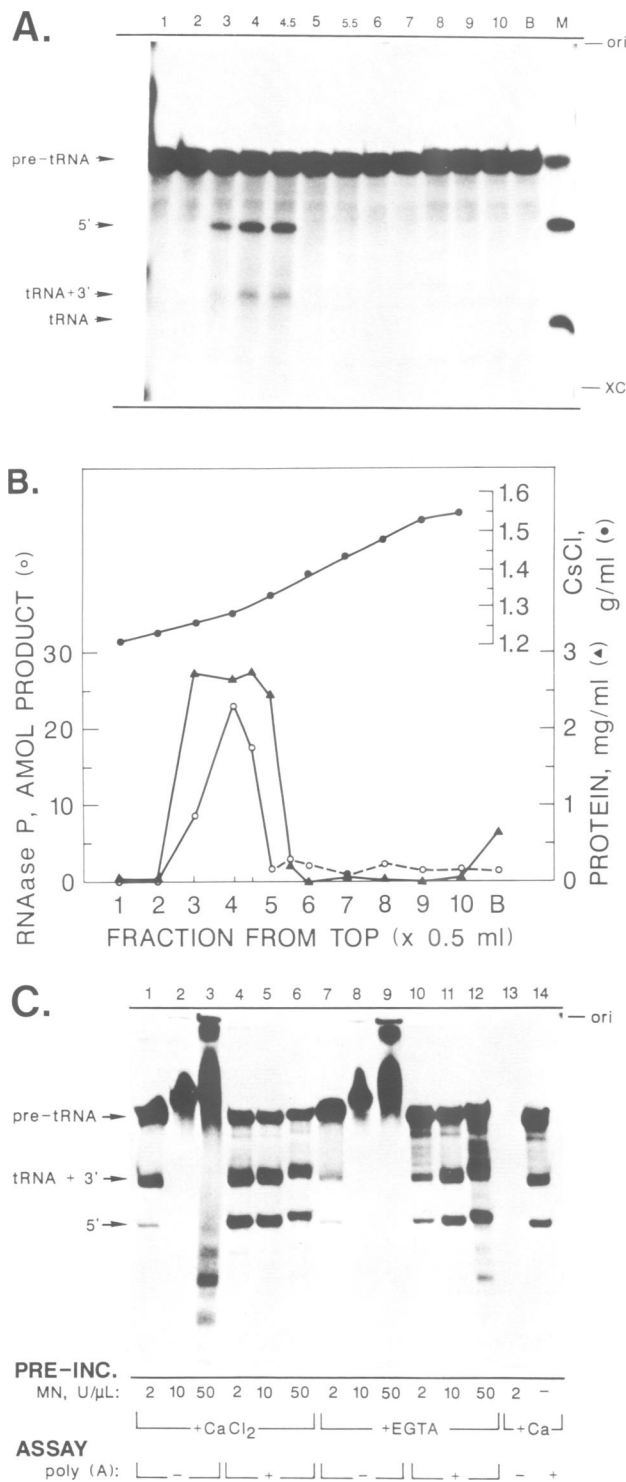 A.
1 2 3 4 4.5 5 5.5 6 7 8 9 10 B M
ori
pre-tRNA
5'
tRNA+3'
tRNA
XC
B.
RNAase P, AMOL PRODUCT (○)
30
20
10
0
1.6
1.5
1.4
1.3
1.2
CsCl,
g/ml (●)
3
2
1
0
PROTEIN, mg/ml (▲)
1 2 3 4 5 6 7 8 9 10 B
FRACTION FROM TOP (x 0.5 ml)
C.
1 2 3 4 5 6 7 8 9 10 11 12 13 14
ori
pre-tRNA
tRNA + 3'
5'
PRE-INC.
MN, U/μL: 2 10 50 2 10 50 2 10 50 2 10 50 2 -
+CaCl2 +EGTA +Ca
ASSAY
poly (A): - + - + - +